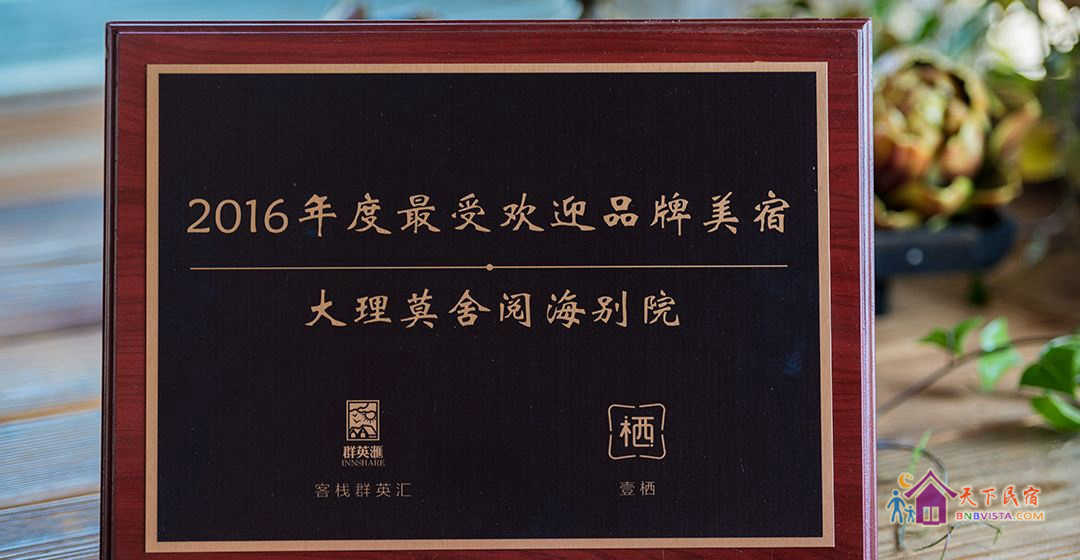 2016年度最受欢迎品牌美宿
大理莫舍阅海别院
群英滙
INNSHARE
客栈群英汇
栖
壹栖
天下民宿
BNBVISTA.COM